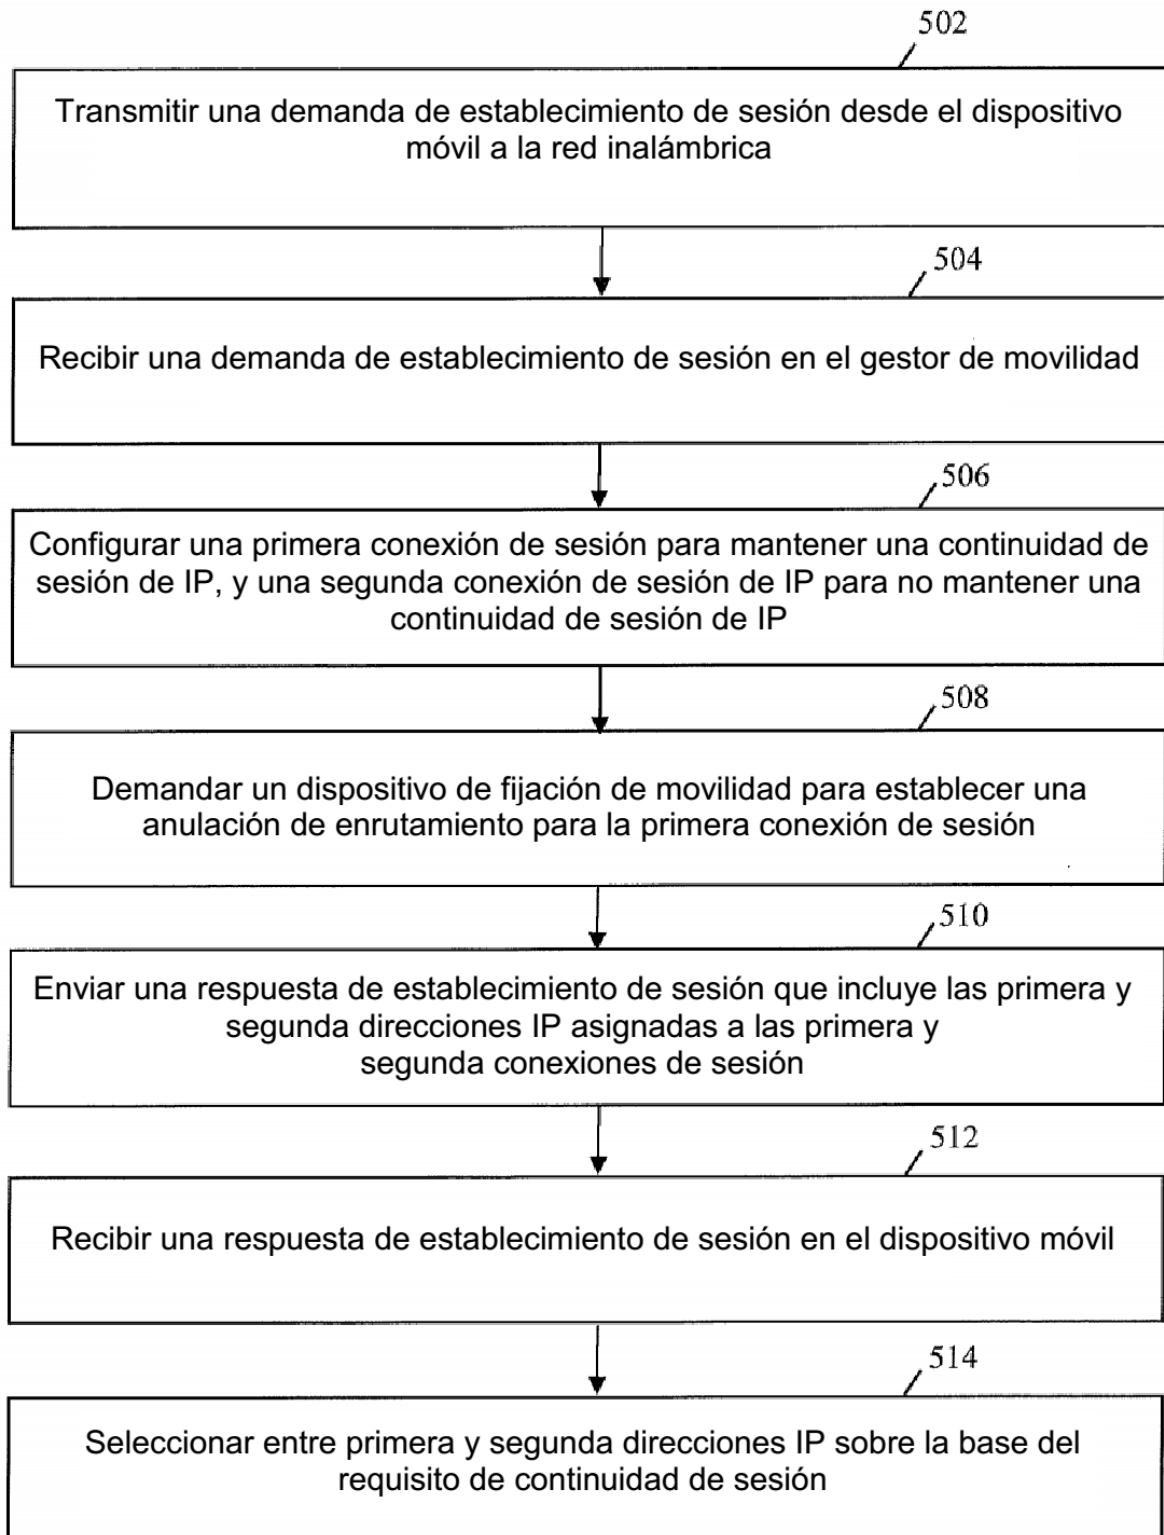 502
Transmitir una demanda de establecimiento de sesión desde el dispositivo
móvil a la red inalámbrica
504
Recibir una demanda de establecimiento de sesión en el gestor de movilidad
506
Configurar una primera conexión de sesión para mantener una continuidad de
sesión de IP, y una segunda conexión de sesión de IP para no mantener una
continuidad de sesión de IP
508
Demandar un dispositivo de fijación de movilidad para establecer una
anulación de enrutamiento para la primera conexión de sesión
510
Enviar una respuesta de establecimiento de sesión que incluye las primera y
segunda direcciones IP asignadas a las primera y
segunda conexiones de sesión
512
Recibir una respuesta de establecimiento de sesión en el dispositivo móvil
514
Seleccionar entre primera y segunda direcciones IP sobre la base del
requisito de continuidad de sesión